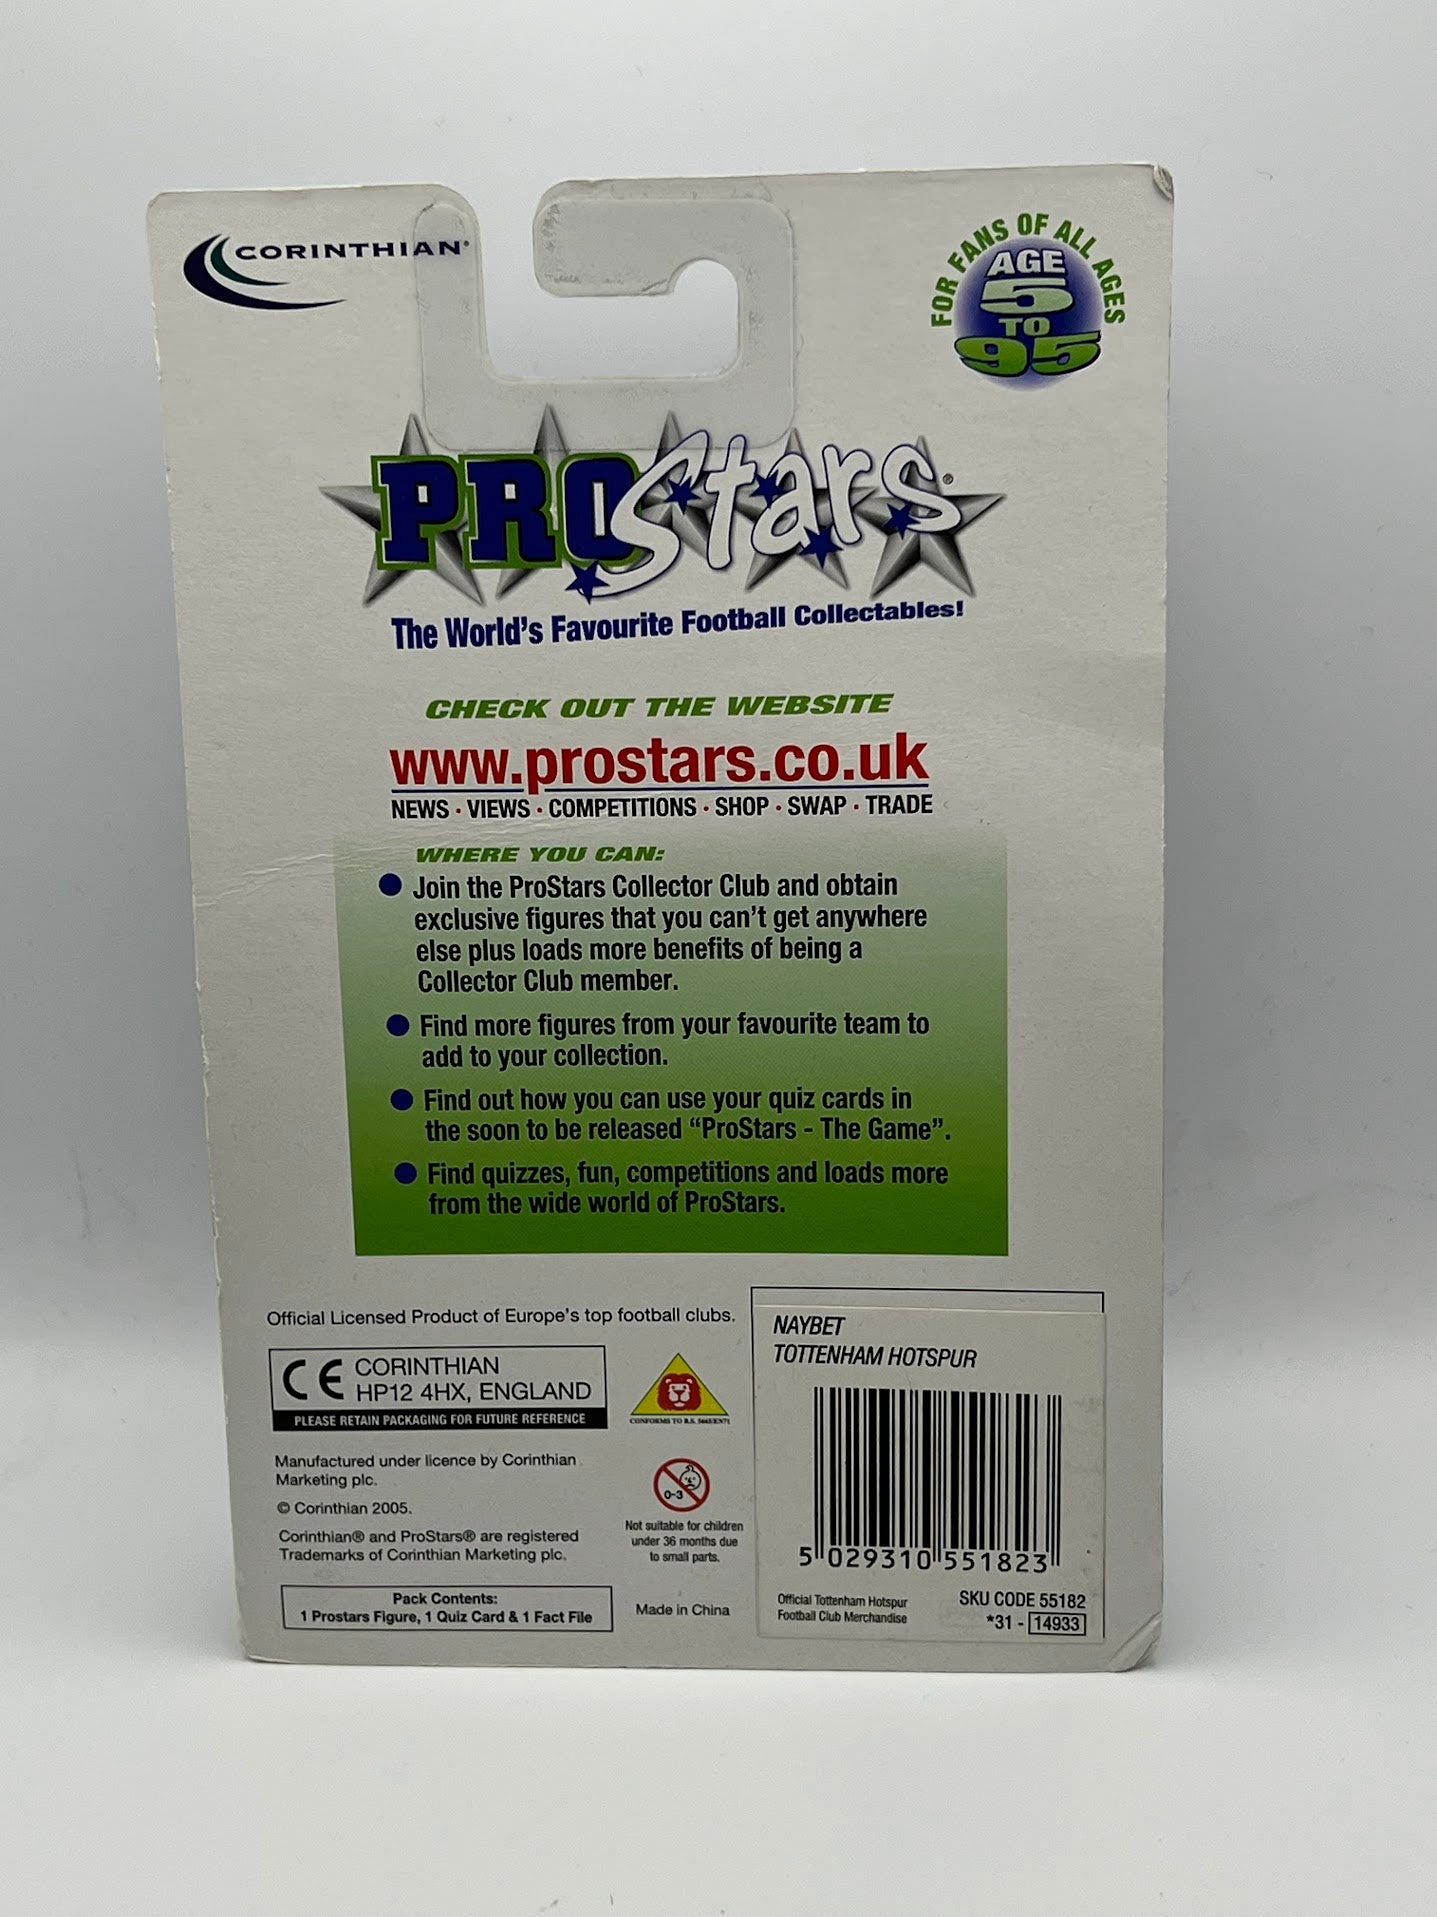 CORINTHIAN®
FOR FANS OF ALL AGES
AGE
5
TO
95
PROStars®
The World's Favourite Football Collectables!
CHECK OUT THE WEBSITE
www.prostars.co.uk
NEWS · VIEWS · COMPETITIONS · SHOP · SWAP · TRADE
WHERE YOU CAN:
● Join the ProStars Collector Club and obtain
exclusive figures that you can't get anywhere
else plus loads more benefits of being a
Collector Club member.
● Find more figures from your favourite team to
add to your collection.
● Find out how you can use your quiz cards in
the soon to be released “ProStars - The Game”.
● Find quizzes, fun, competitions and loads more
from the wide world of ProStars.
Official Licensed Product of Europe's top football clubs.
CE CORINTHIAN
HP12 4HX, ENGLAND
PLEASE RETAIN PACKAGING FOR FUTURE REFERENCE
CONFORMS TO B.S. 5665/EN71
Manufactured under licence by Corinthian
Marketing plc.
© Corinthian 2005.
Corinthian® and ProStars® are registered
Trademarks of Corinthian Marketing plc.
Pack Contents:
1 Prostars Figure, 1 Quiz Card & 1 Fact File
0-3
Not suitable for children
under 36 months due
to small parts.
Made in China
NAYBET
TOTTENHAM HOTSPUR
5 029310 551823
Official Tottenham Hotspur
Football Club Merchandise
SKU CODE 55182
*31 - 14933